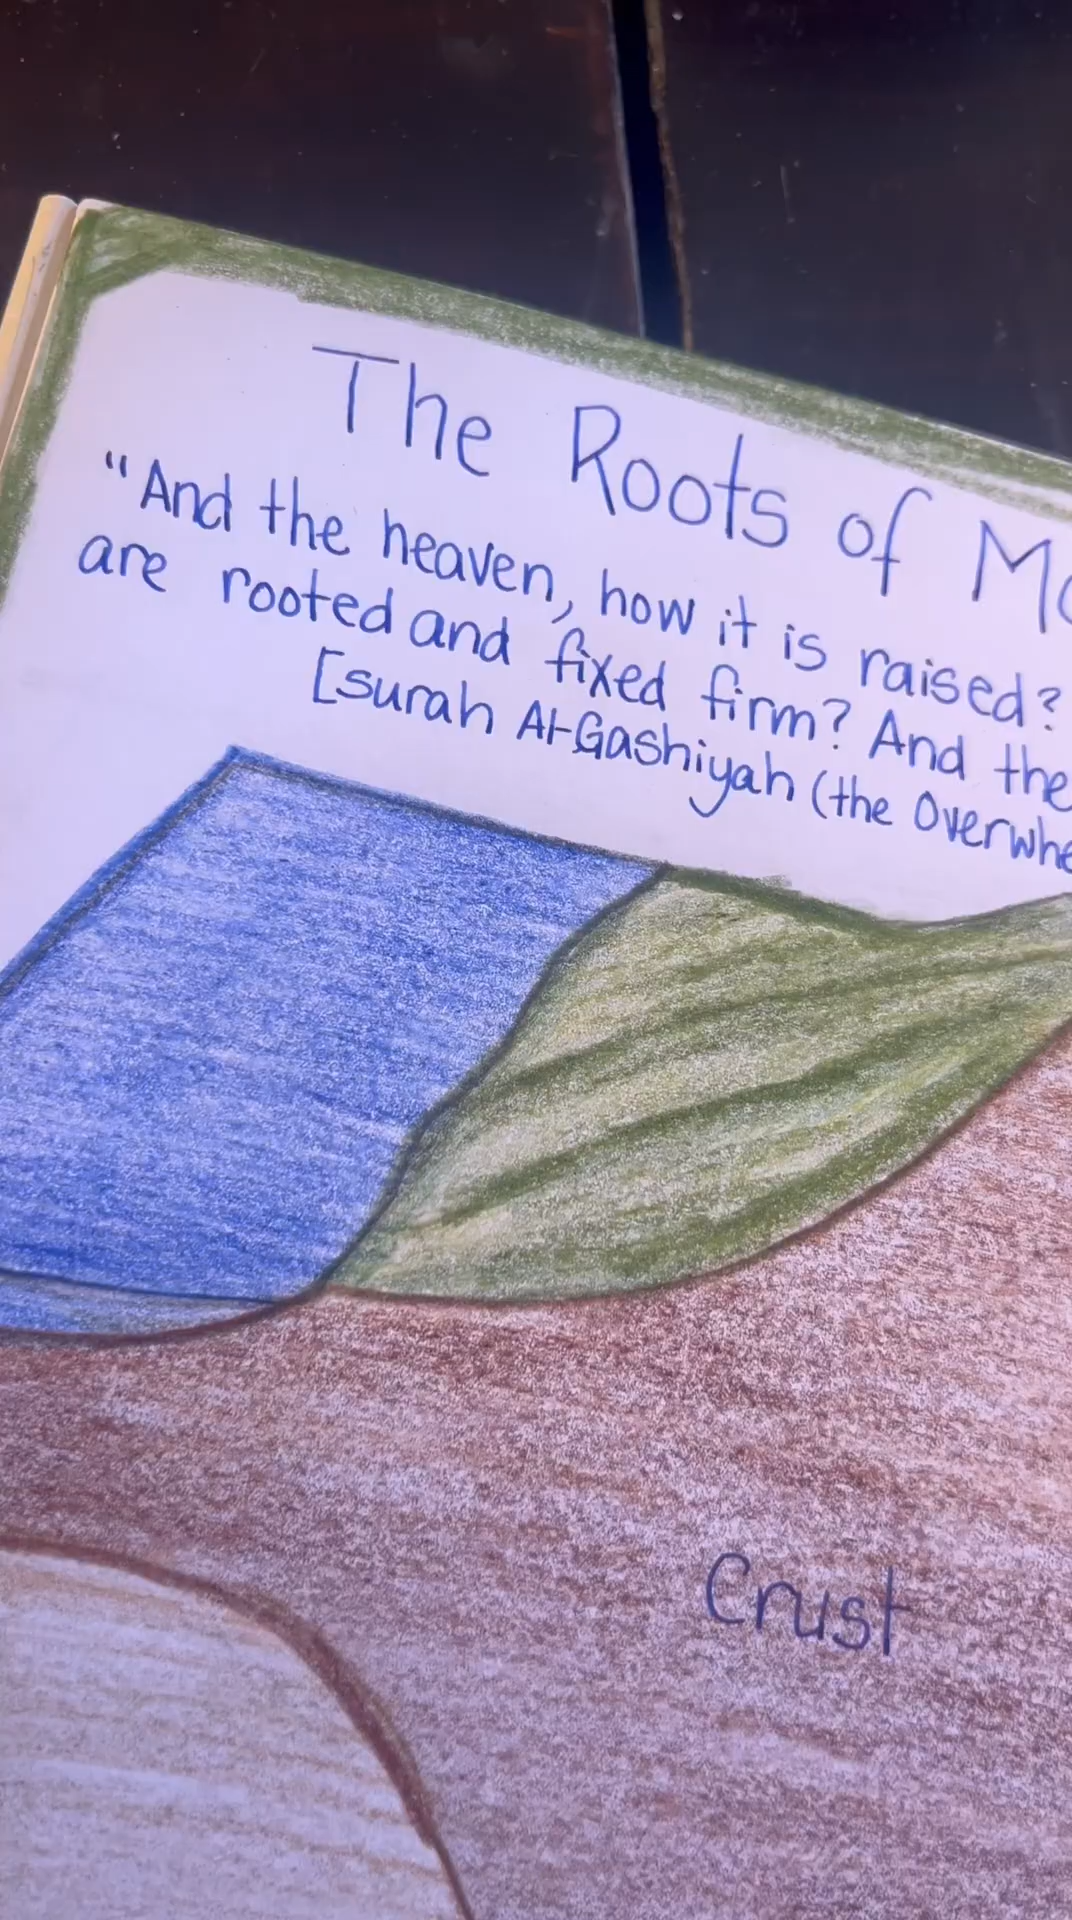 The Roots of Mo
"And the heaven, how it is raised?
are rooted and fixed firm? And the
[surah Al-Gashiyah (the Overwhe
Crust